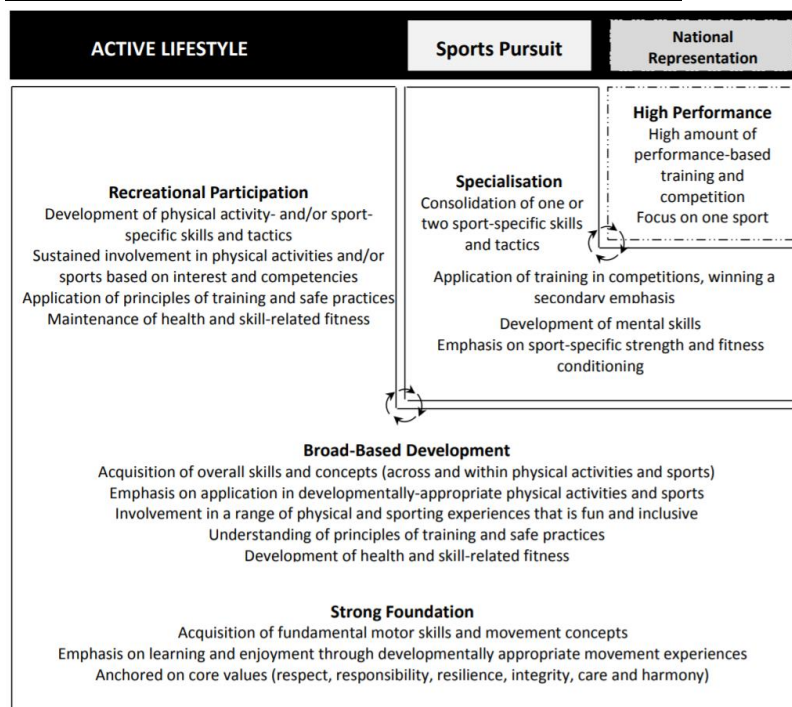 ACTIVE LIFESTYLE
Sports Pursuit
National
Representation
High Performance
High amount of
performance-based
training and
competition
Focus on one sport
Recreational Participation
Development of physical activity- and/or sport-
specific skills and tactics
Sustained involvement in physical activities and/or
sports based on interest and competencies
Application of principles of training and safe practices
Maintenance of health and skill-related fitness
Specialisation
Consolidation of one or
two sport-specific skills
and tactics
Application of training in competitions, winning a
secondary emphasis
Development of mental skills
Emphasis on sport-specific strength and fitness
conditioning
Broad-Based Development
Acquisition of overall skills and concepts (across and within physical activities and sports)
Emphasis on application in developmentally-appropriate physical activities and sports
Involvement in a range of physical and sporting experiences that is fun and inclusive
Understanding of principles of training and safe practices
Development of health and skill-related fitness
Strong Foundation
Acquisition of fundamental motor skills and movement concepts
Emphasis on learning and enjoyment through developmentally appropriate movement experiences
Anchored on core values (respect, responsibility, resilience, integrity, care and harmony)